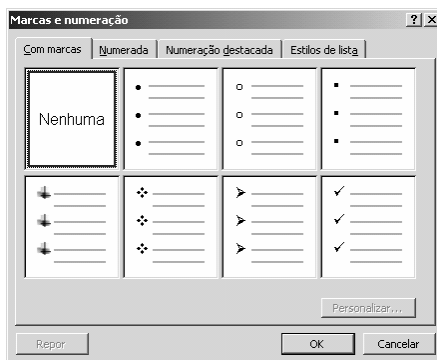 Marcas e numeração
Com marcas Numerada Numeração destacada Estilos de lista
Nenhuma
Personalizar...
Repor OK Cancelar